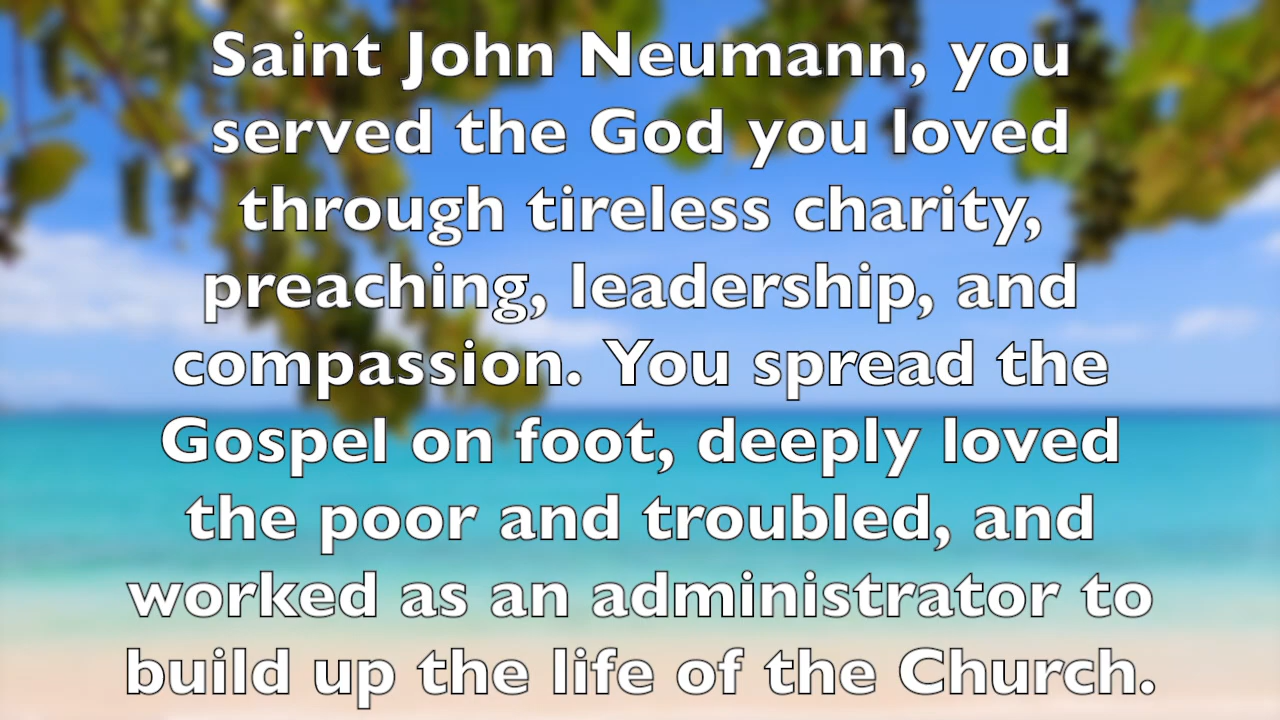 Saint John Neumann, you
served the God you loved
through tireless charity,
preaching, leadership, and
compassion. You spread the
Gospel on foot, deeply loved
the poor and troubled, and
worked as an administrator to
build up the life of the Church.